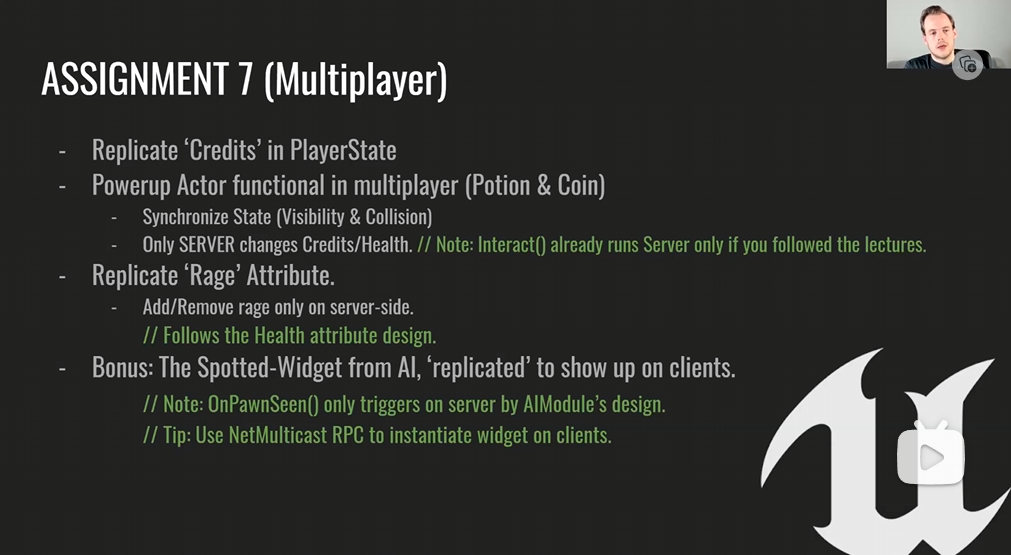 ASSIGNMENT 7 (Multiplayer)
- Replicate ‘Credits’ in PlayerState
- Powerup Actor functional in multiplayer (Potion & Coin)
- Synchronize State (Visibility & Collision)
- Only SERVER changes Credits/Health. // Note: Interact() already runs Server only if you followed the lectures.
- Replicate ‘Rage’ Attribute.
- Add/Remove rage only on server-side.
// Follows the Health attribute design.
- Bonus: The Spotted-Widget from AI, ‘replicated’ to show up on clients.
// Note: OnPawnSeen() only triggers on server by AIModule’s design.
// Tip: Use NetMulticast RPC to instantiate widget on clients.